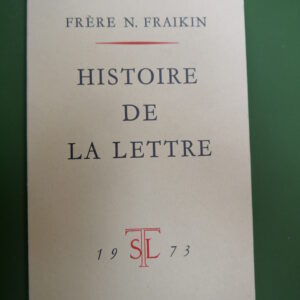 FRÈRE N. FRAIKIN
HISTOIRE
DE
LA LETTRE
19 STL 73